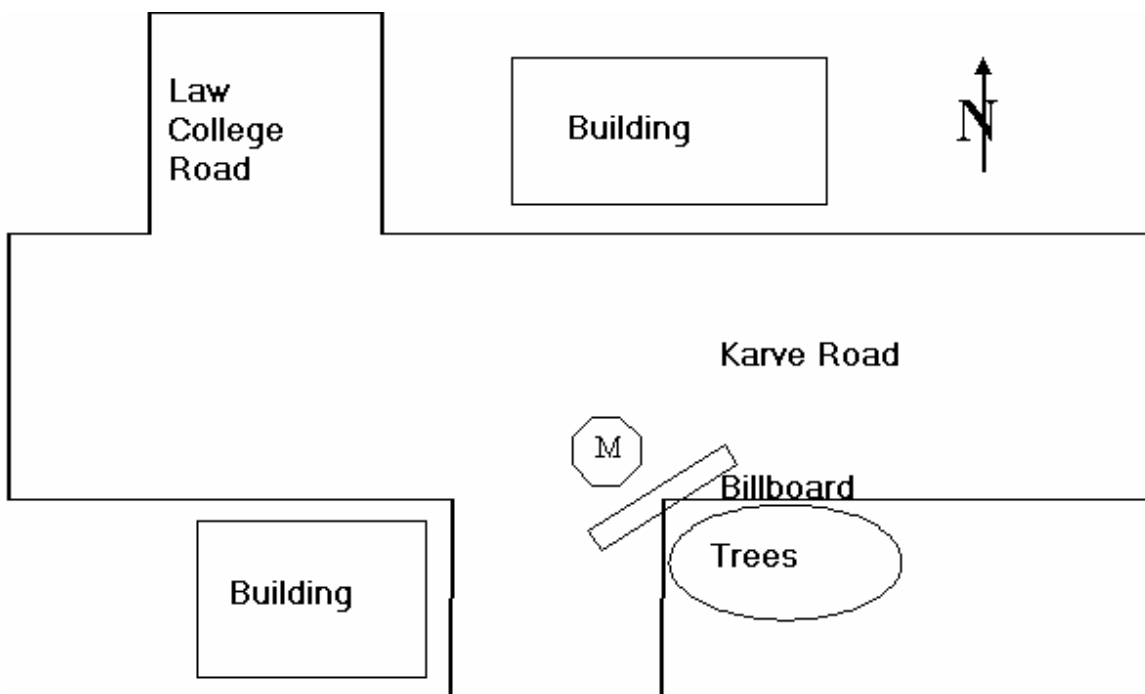 Law
College
Road
Building
N
Karve Road
M
Billboard
Trees
Building